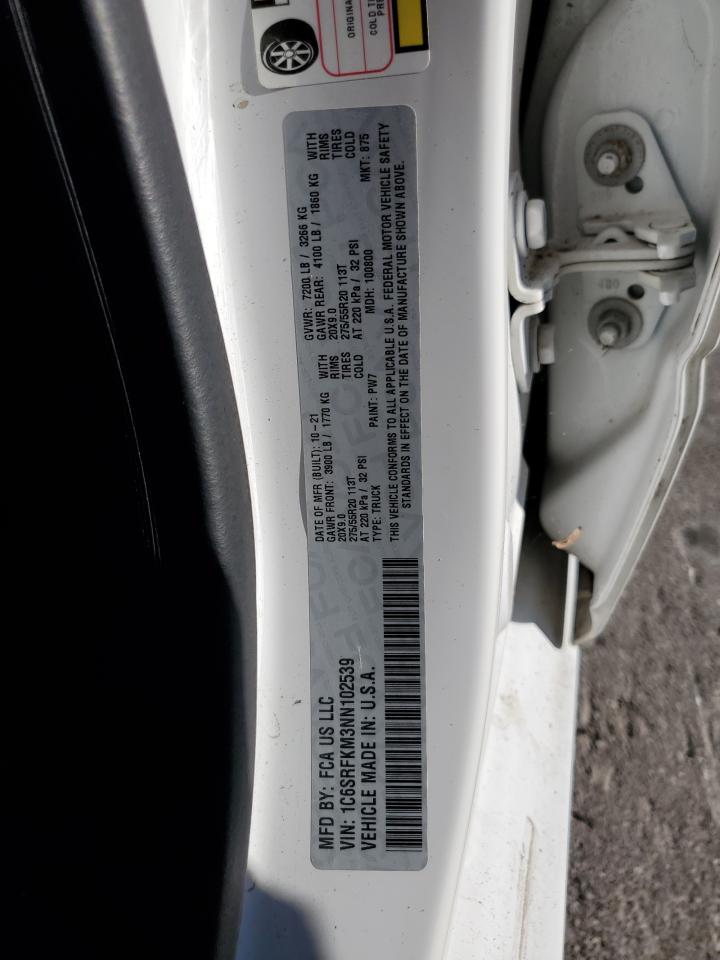 MFD BY: FCA US LLC
VIN: 1C6SRFKM3NN102539
VEHICLE MADE IN: U.S.A.
DATE OF MFR (BUILT): 10-21
GAWR FRONT: 3900 LB / 1770 KG WITH
20X9.0 RIMS
275/55R20 113T TIRES
AT 220 kPa / 32 PSI COLD
TYPE: TRUCK PAINT: PW7
GVWR: 7200 LB / 3266 KG
GAWR REAR: 4100 LB / 1860 KG WITH
20X9.0 RIMS
275/55R20 113T TIRES
AT 220 kPa / 32 PSI COLD
MDH: 100800 MKT: 875
THIS VEHICLE CONFORMS TO ALL APPLICABLE U.S.A. FEDERAL MOTOR VEHICLE SAFETY
STANDARDS IN EFFECT ON THE DATE OF MANUFACTURE SHOWN ABOVE.
ORIGINA
COLD TI
PRE